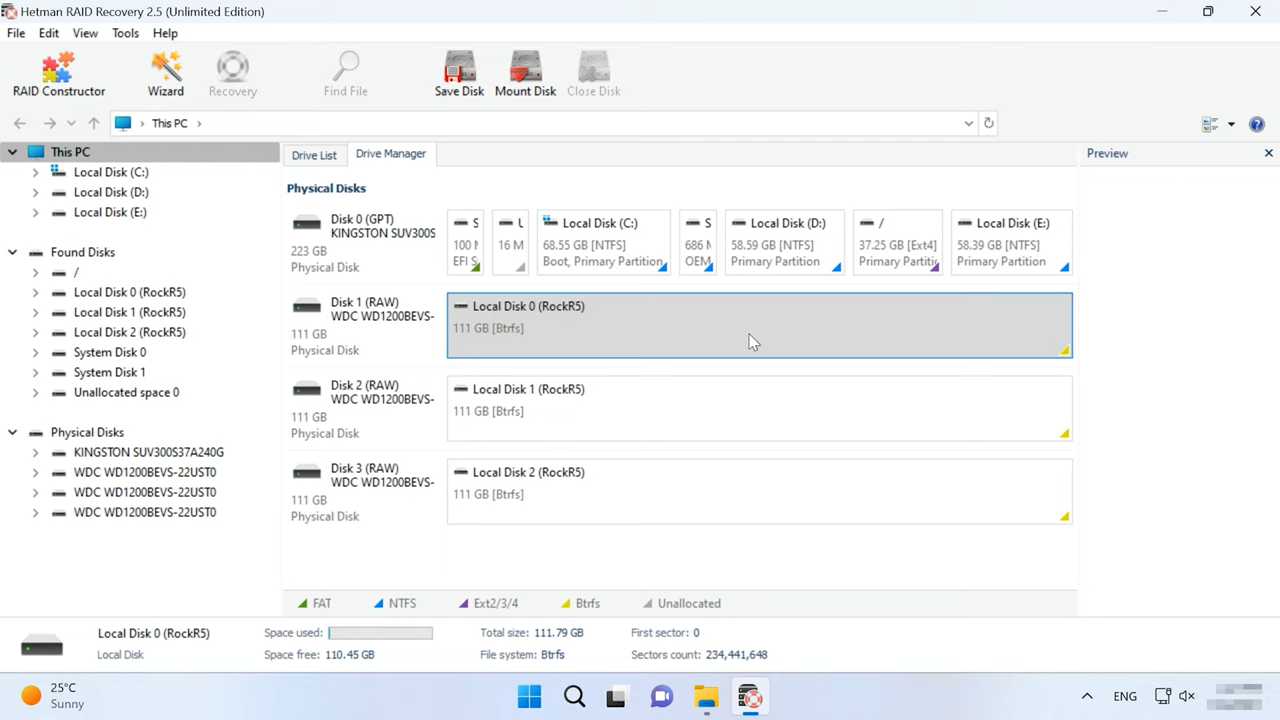 Hetman RAID Recovery 2.5 (Unlimited Edition)
File Edit View Tools Help
RAID Constructor Wizard Recovery Find File Save Disk Mount Disk Close Disk
This PC
This PC
Local Disk (C:)
Local Disk (D:)
Local Disk (E:)
Found Disks
/
Local Disk 0 (RockR5)
Local Disk 1 (RockR5)
Local Disk 2 (RockR5)
System Disk 0
System Disk 1
Unallocated space 0
Physical Disks
KINGSTON SUV300S37A240G
WDC WD1200BEVS-22UST0
WDC WD1200BEVS-22UST0
WDC WD1200BEVS-22UST0
Drive List Drive Manager
Physical Disks
Disk 0 (GPT)
KINGSTON SUV300S
223 GB
Physical Disk
S
100 M
EFI S
U
16 M
Local Disk (C:)
68.55 GB [NTFS]
Boot, Primary Partition
S
686 M
OEM,
Local Disk (D:)
58.59 GB [NTFS]
Primary Partition
/
37.25 GB [Ext4]
Primary Partitic
Local Disk (E:)
58.39 GB [NTFS]
Primary Partition
Disk 1 (RAW)
WDC WD1200BEVS-
111 GB
Physical Disk
Local Disk 0 (RockR5)
111 GB [Btrfs]
Disk 2 (RAW)
WDC WD1200BEVS-
111 GB
Physical Disk
Local Disk 1 (RockR5)
111 GB [Btrfs]
Disk 3 (RAW)
WDC WD1200BEVS-
111 GB
Physical Disk
Local Disk 2 (RockR5)
111 GB [Btrfs]
FAT NTFS Ext2/3/4 Btrfs Unallocated
Preview
Local Disk 0 (RockR5)
Local Disk
Space used:
Space free: 110.45 GB
Total size: 111.79 GB
File system: Btrfs
First sector: 0
Sectors count: 234,441,648
25°C
Sunny
ENG